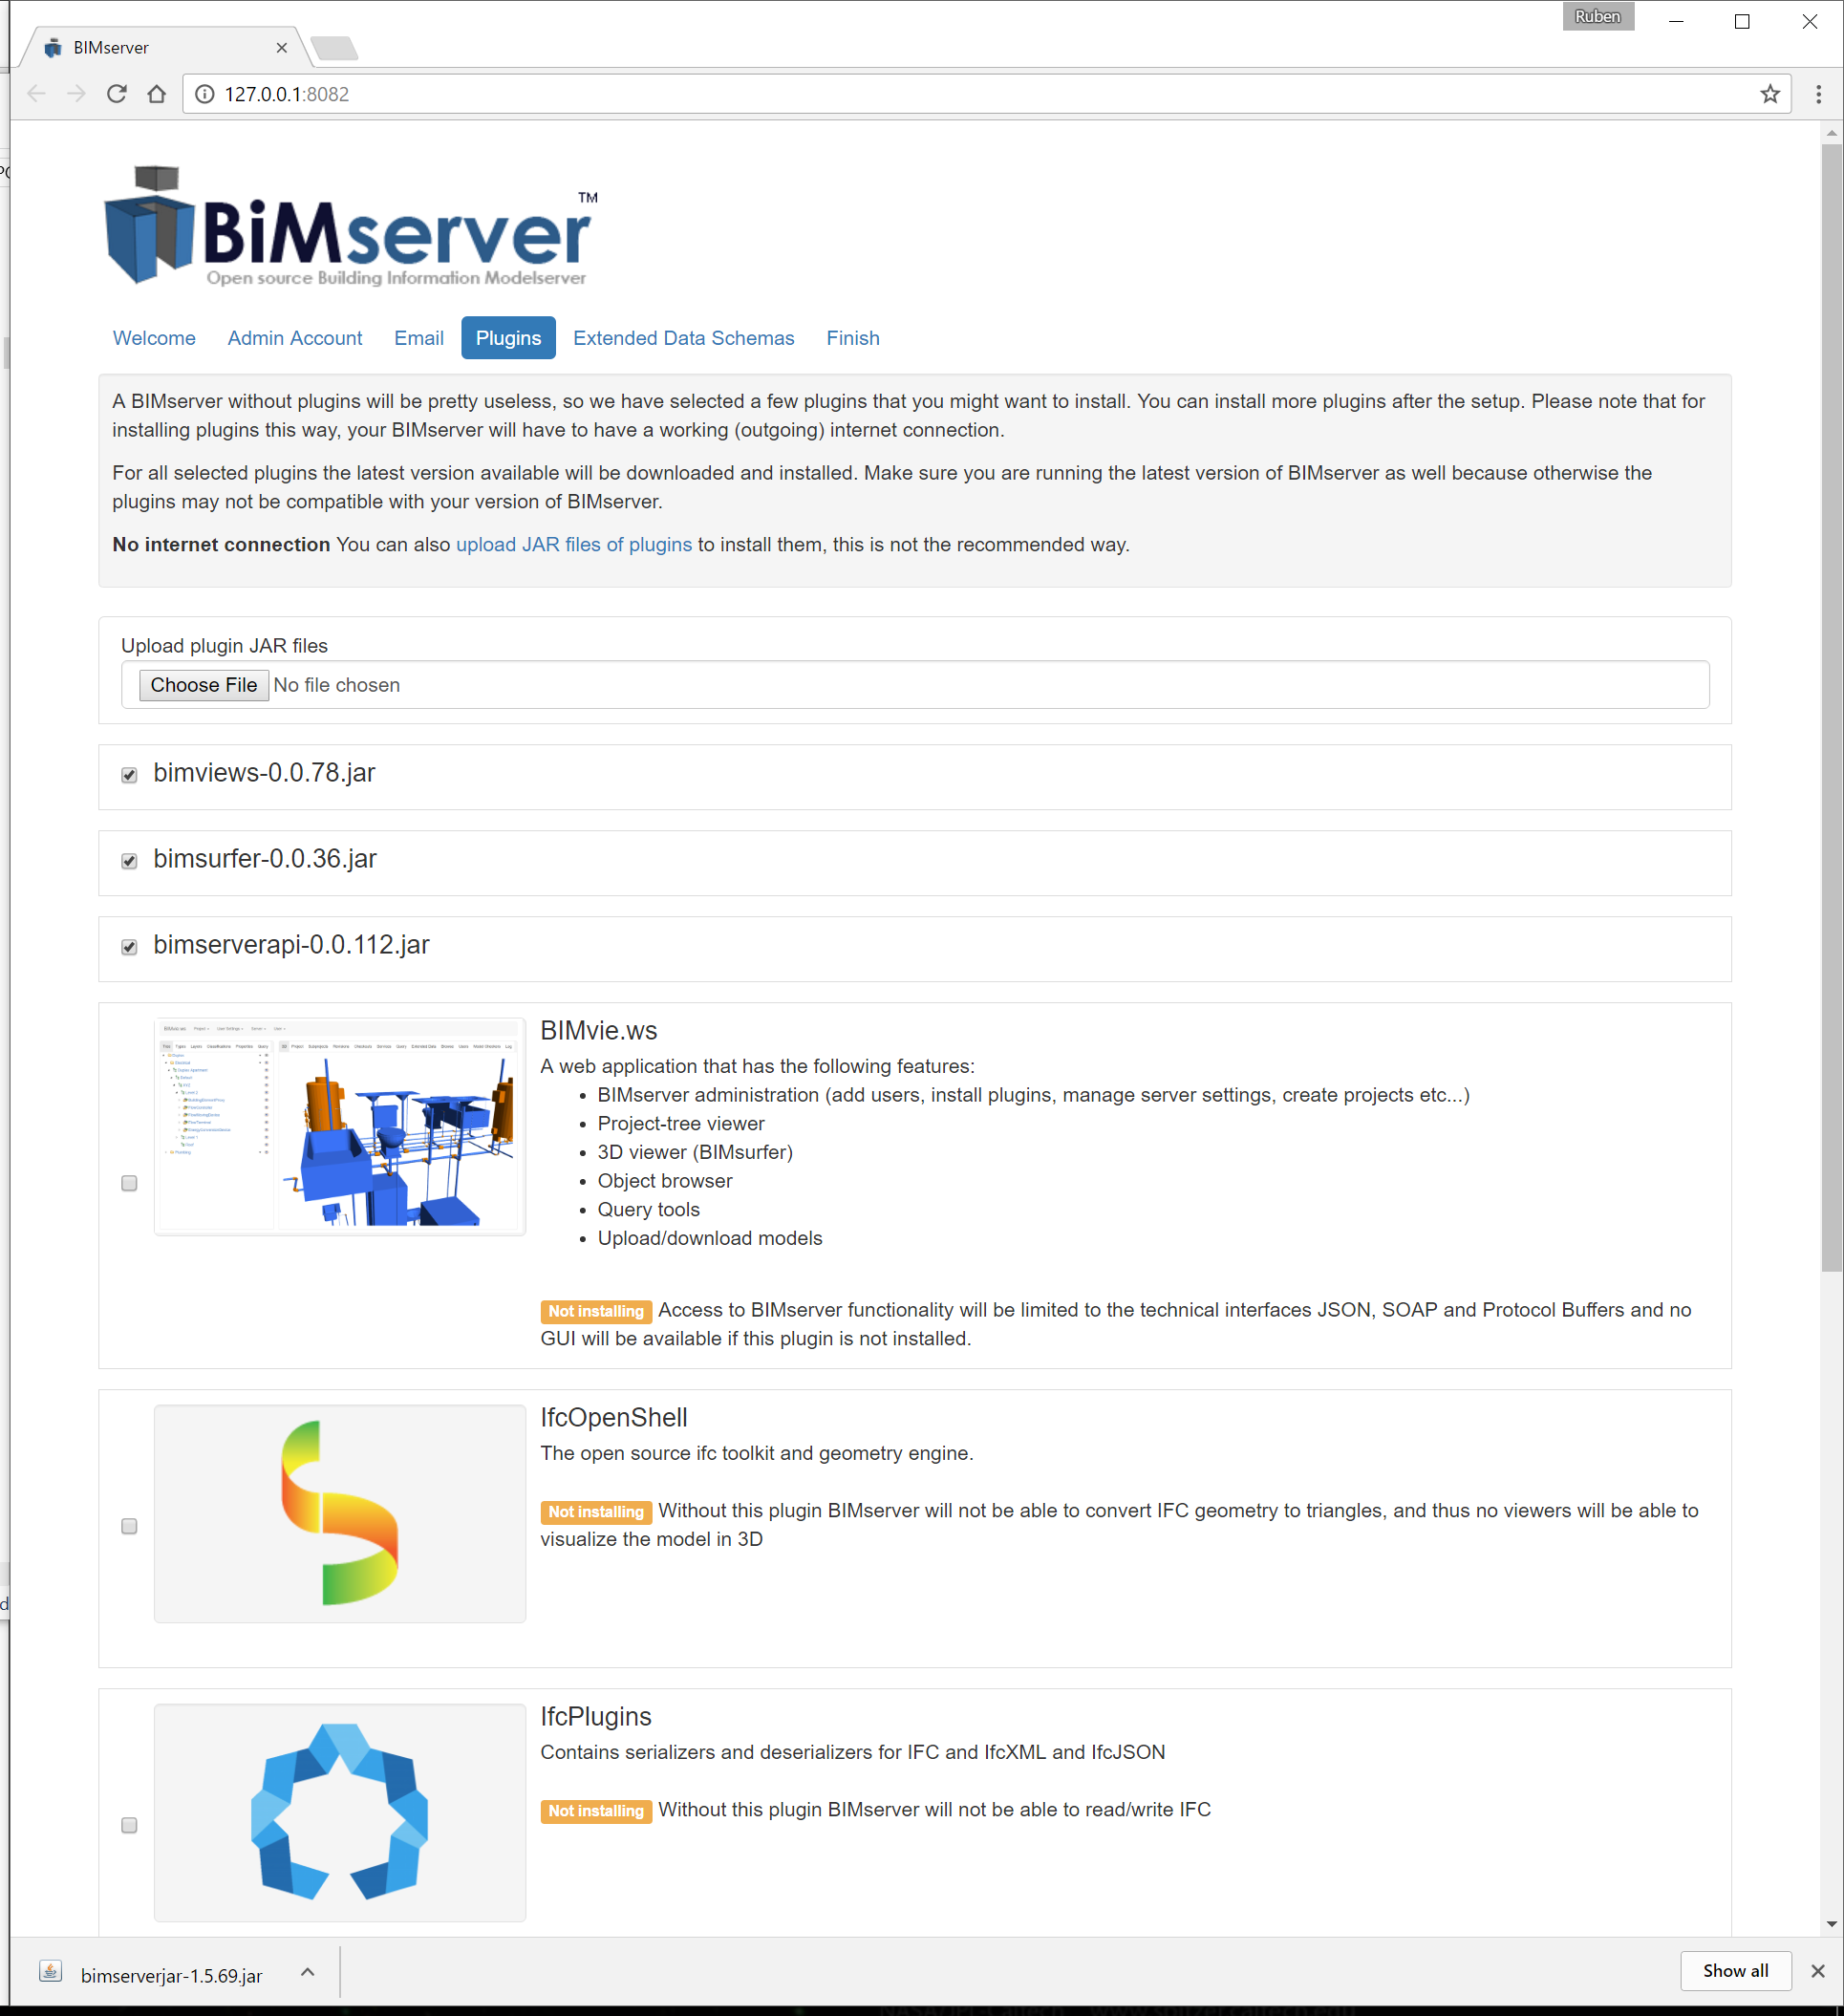 Ruben
BIMserver
127.0.0.1:8082
BiMserver TM
Open source Building Information Modelserver
Welcome Admin Account Email Plugins Extended Data Schemas Finish
A BIMserver without plugins will be pretty useless, so we have selected a few plugins that you might want to install. You can install more plugins after the setup. Please note that for
installing plugins this way, your BIMserver will have to have a working (outgoing) internet connection.
For all selected plugins the latest version available will be downloaded and installed. Make sure you are running the latest version of BIMserver as well because otherwise the
plugins may not be compatible with your version of BIMserver.
No internet connection You can also upload JAR files of plugins to install them, this is not the recommended way.
Upload plugin JAR files
Choose File No file chosen
bimviews-0.0.78.jar
bimsurfer-0.0.36.jar
bimserverapi-0.0.112.jar
BIMvie.ws
A web application that has the following features:
• BIMserver administration (add users, install plugins, manage server settings, create projects etc...)
• Project-tree viewer
• 3D viewer (BIMsurfer)
• Object browser
• Query tools
• Upload/download models
Not installing Access to BIMserver functionality will be limited to the technical interfaces JSON, SOAP and Protocol Buffers and no
GUI will be available if this plugin is not installed.
IfcOpenShell
The open source ifc toolkit and geometry engine.
Not installing Without this plugin BIMserver will not be able to convert IFC geometry to triangles, and thus no viewers will be able to
visualize the model in 3D
IfcPlugins
Contains serializers and deserializers for IFC and IfcXML and IfcJSON
Not installing Without this plugin BIMserver will not be able to read/write IFC
bimserverjar-1.5.69.jar
Show all